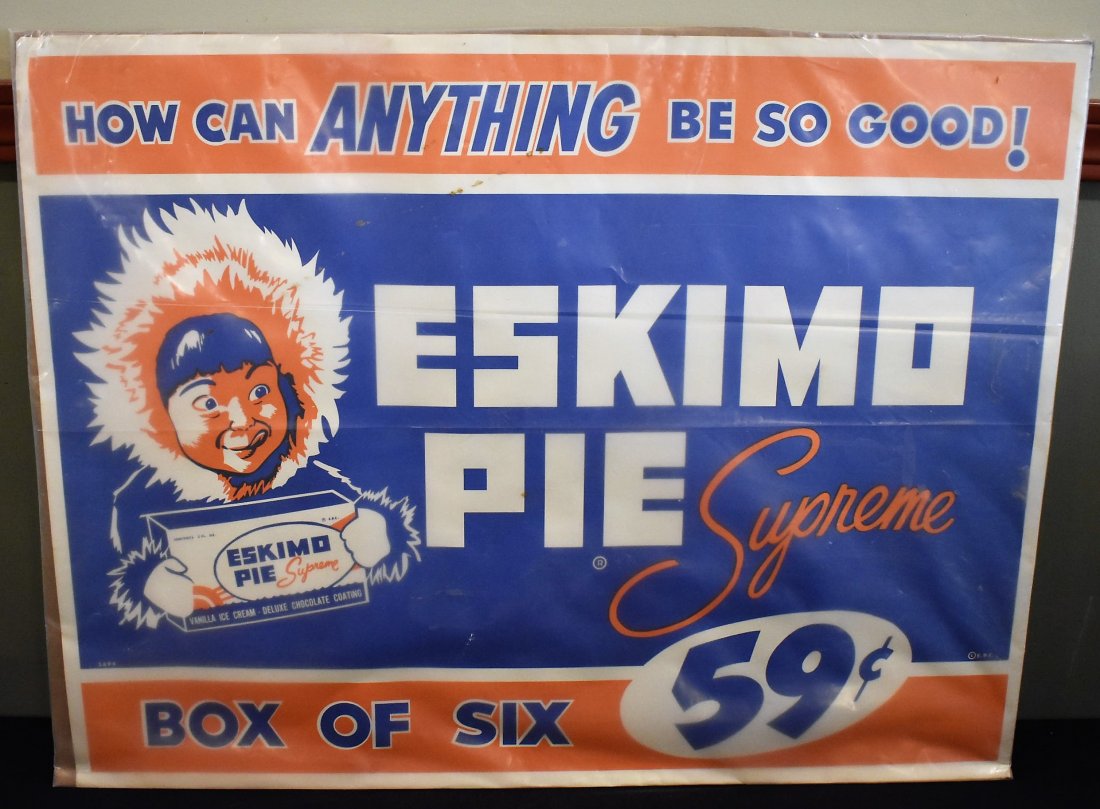 HOW CAN ANYTHING BE SO GOOD!
ESKIMO
PIE Supreme
®
ESKIMO
PIE Supreme
VANILLA ICE CREAM - DELUXE CHOCOLATE COATING
59¢
BOX OF SIX